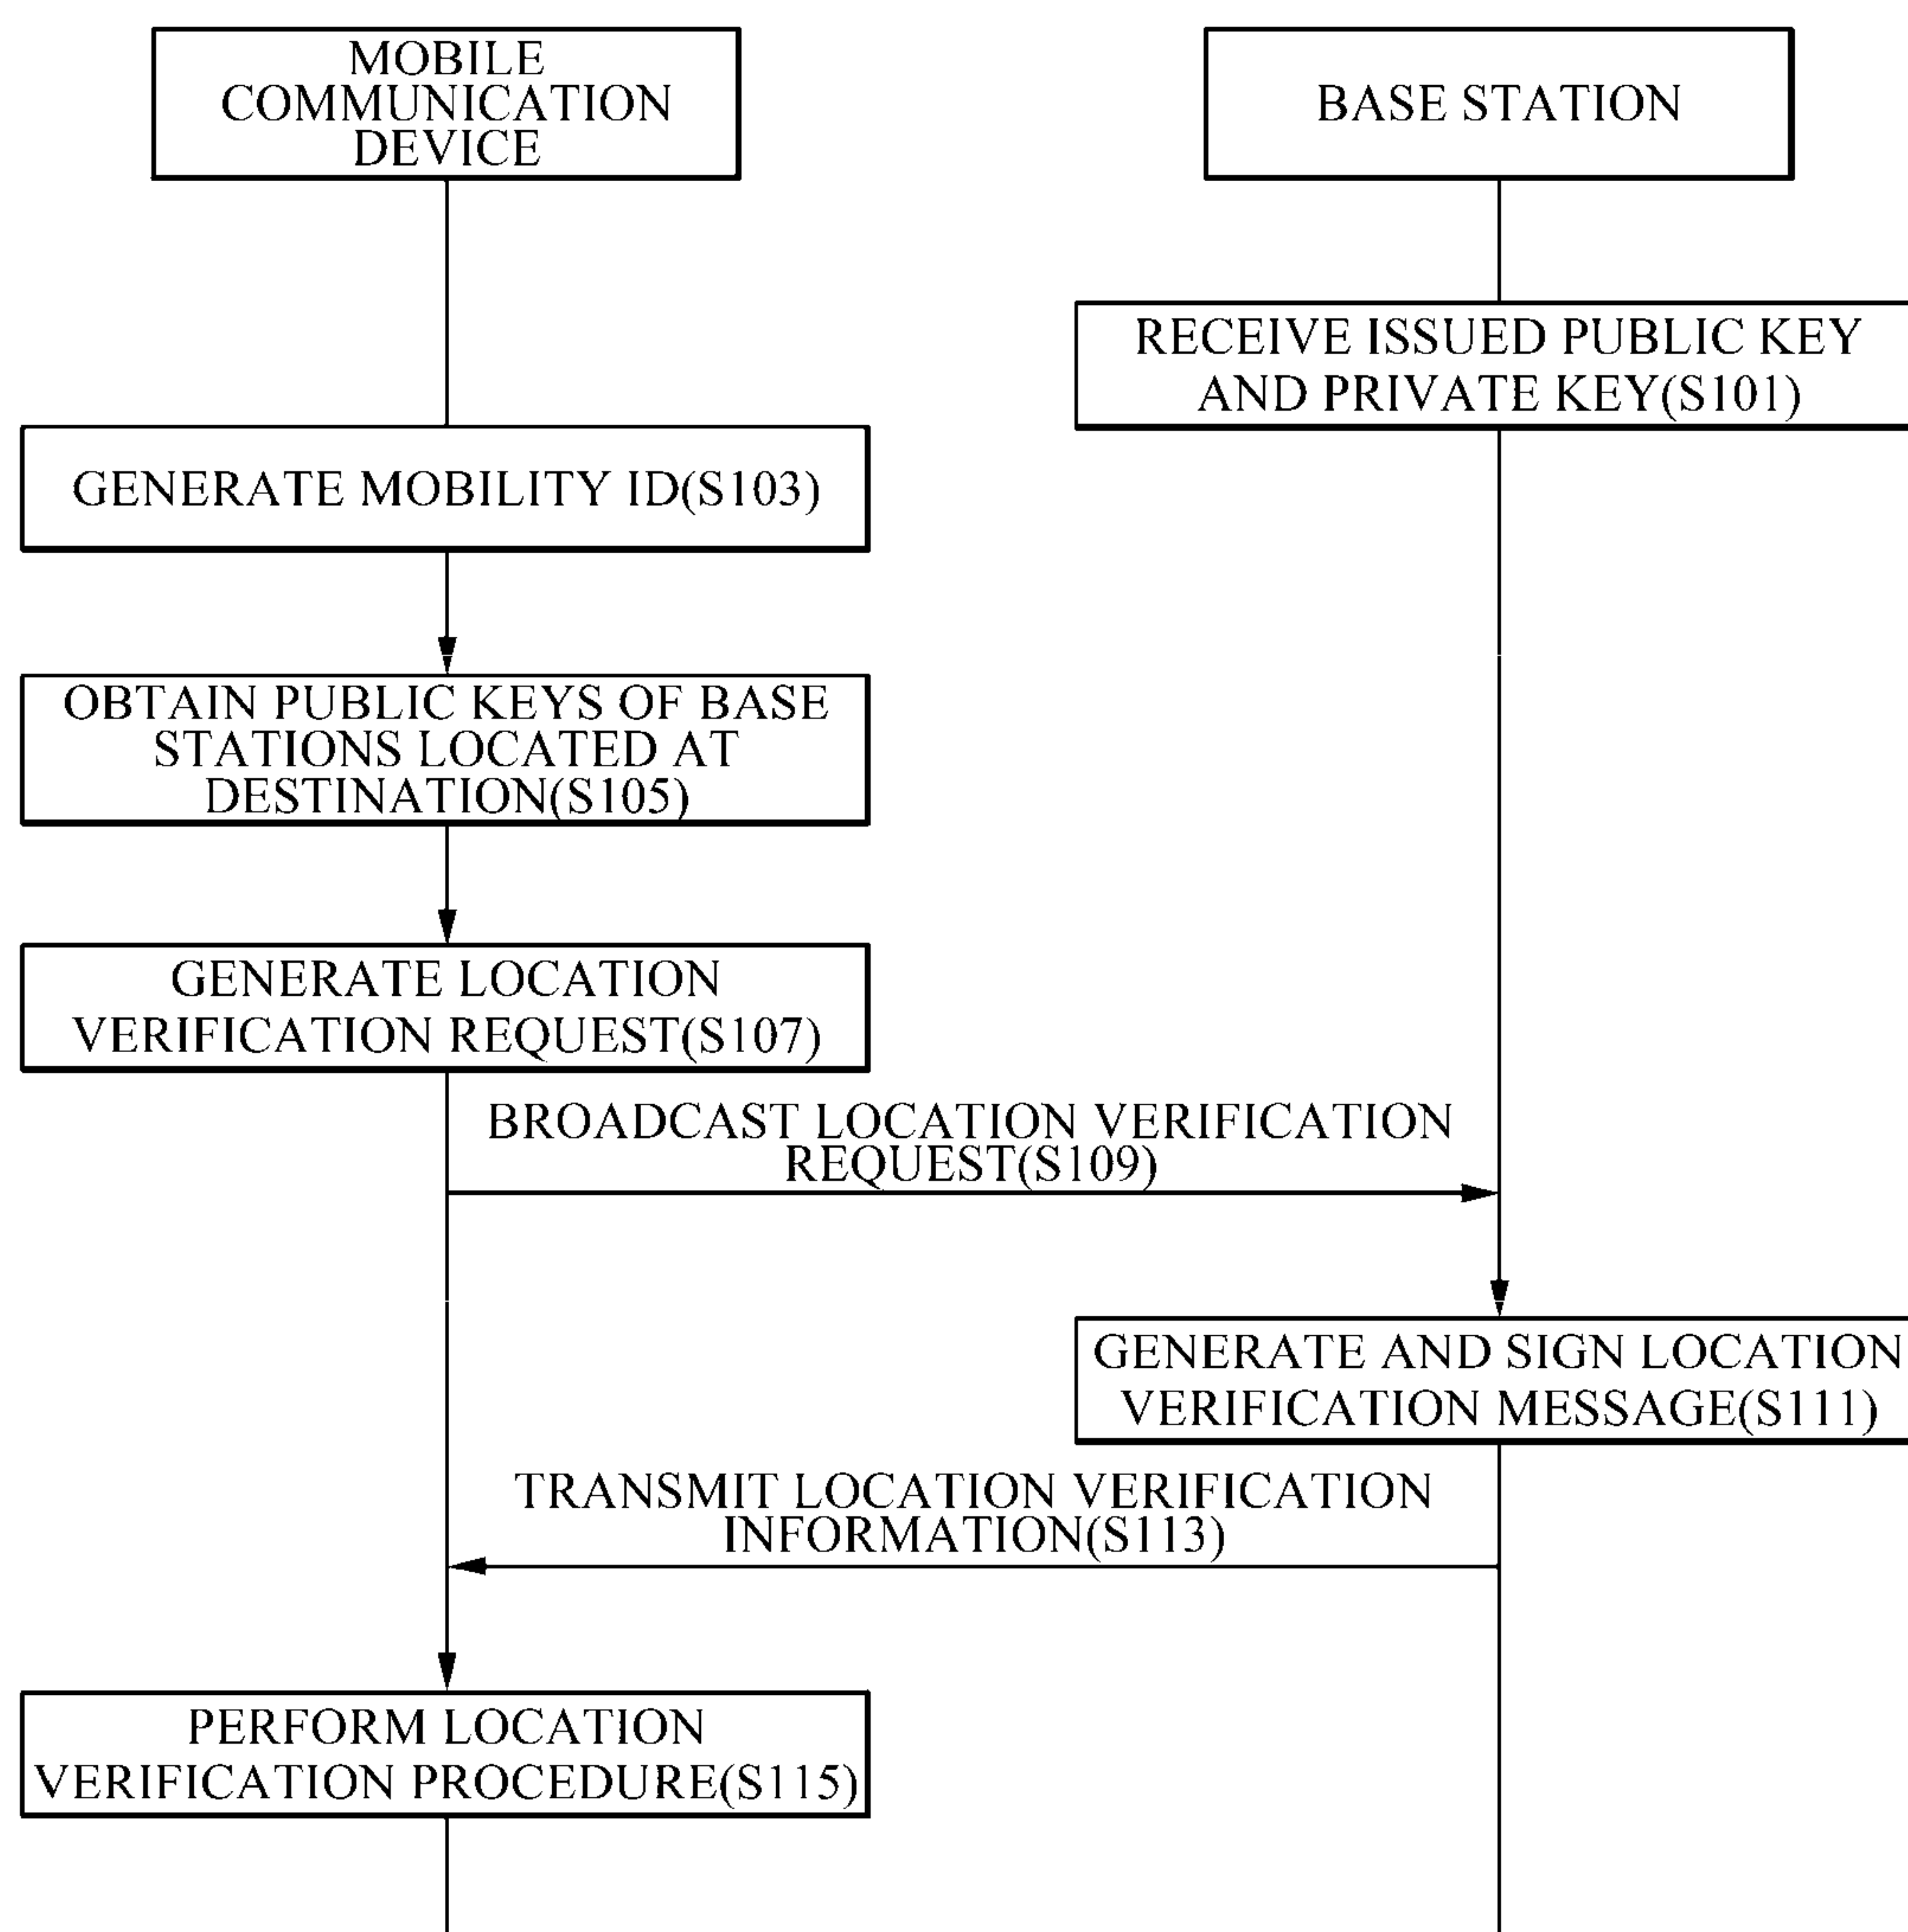 MOBILE
COMMUNICATION
DEVICE
BASE STATION
RECEIVE ISSUED PUBLIC KEY
AND PRIVATE KEY(S101)
GENERATE MOBILITY ID(S103)
OBTAIN PUBLIC KEYS OF BASE
STATIONS LOCATED AT
DESTINATION(S105)
GENERATE LOCATION
VERIFICATION REQUEST(S107)
BROADCAST LOCATION VERIFICATION
REQUEST(S109)
GENERATE AND SIGN LOCATION
VERIFICATION MESSAGE(S111)
TRANSMIT LOCATION VERIFICATION
INFORMATION(S113)
PERFORM LOCATION
VERIFICATION PROCEDURE(S115)